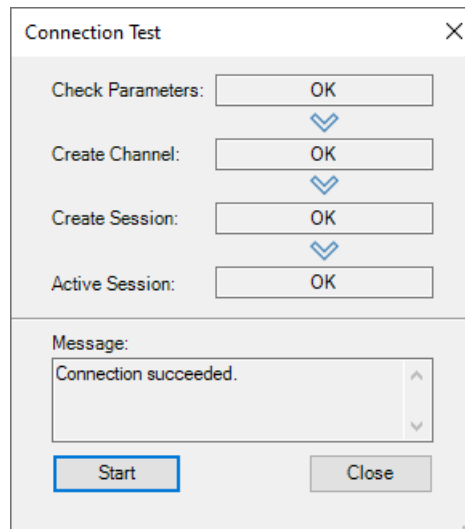 Connection Test
Check Parameters: OK
Create Channel: OK
Create Session: OK
Active Session: OK
Message:
Connection succeeded.
Start Close